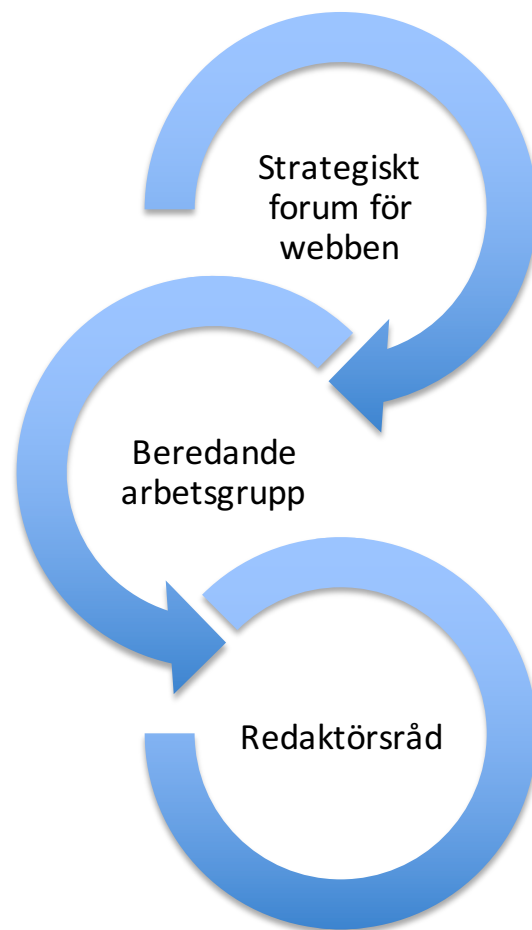 Strategiskt
forum för
webben
Beredande
arbetsgrupp
Redaktörsråd